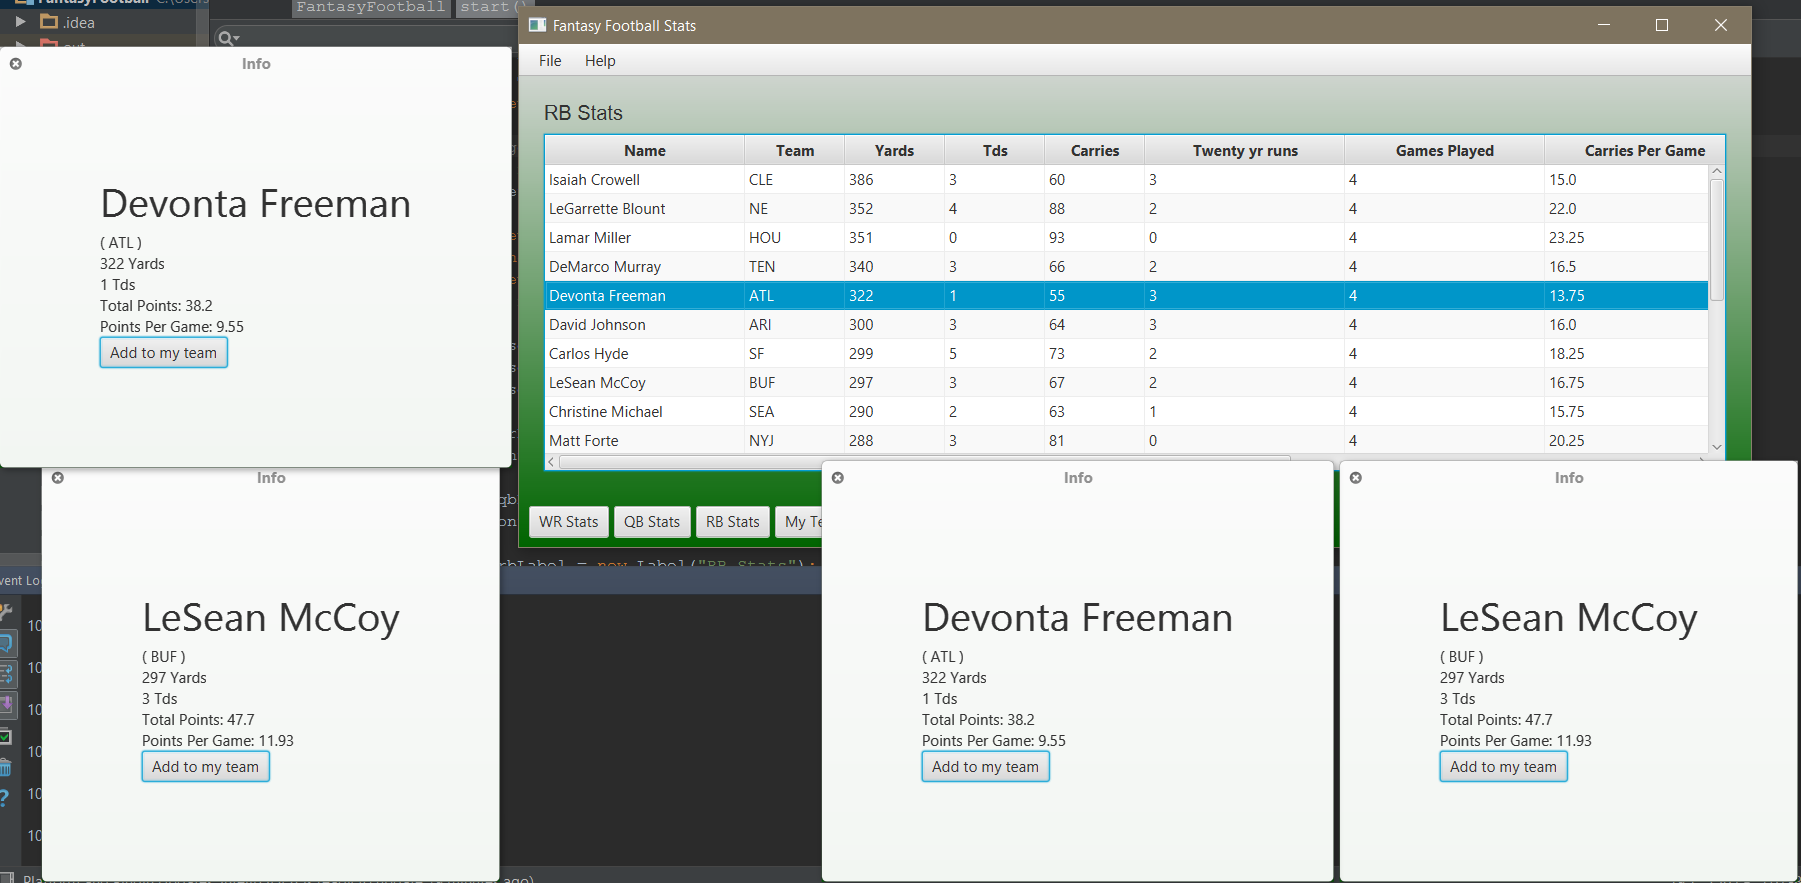 FantasyFootball
FantasyFootball start()
.idea
Info
Devonta Freeman
( ATL )
322 Yards
1 Tds
Total Points: 38.2
Points Per Game: 9.55
Add to my team
Fantasy Football Stats
File Help
RB Stats
Name Team Yards Tds Carries Twenty yr runs Games Played Carries Per Game
Isaiah Crowell CLE 386 3 60 3 4 15.0
LeGarrette Blount NE 352 4 88 2 4 22.0
Lamar Miller HOU 351 0 93 0 4 23.25
DeMarco Murray TEN 340 3 66 2 4 16.5
Devonta Freeman ATL 322 1 55 3 4 13.75
David Johnson ARI 300 3 64 3 4 16.0
Carlos Hyde SF 299 5 73 2 4 18.25
LeSean McCoy BUF 297 3 67 2 4 16.75
Christine Michael SEA 290 2 63 1 4 15.75
Matt Forte NYJ 288 3 81 0 4 20.25
WR Stats QB Stats RB Stats My Te
rbLabel = new Label("RB Stats");
vent Lo
10
10
10
10
10
10
Info
LeSean McCoy
( BUF )
297 Yards
3 Tds
Total Points: 47.7
Points Per Game: 11.93
Add to my team
Info
Devonta Freeman
( ATL )
322 Yards
1 Tds
Total Points: 38.2
Points Per Game: 9.55
Add to my team
Info
LeSean McCoy
( BUF )
297 Yards
3 Tds
Total Points: 47.7
Points Per Game: 11.93
Add to my team